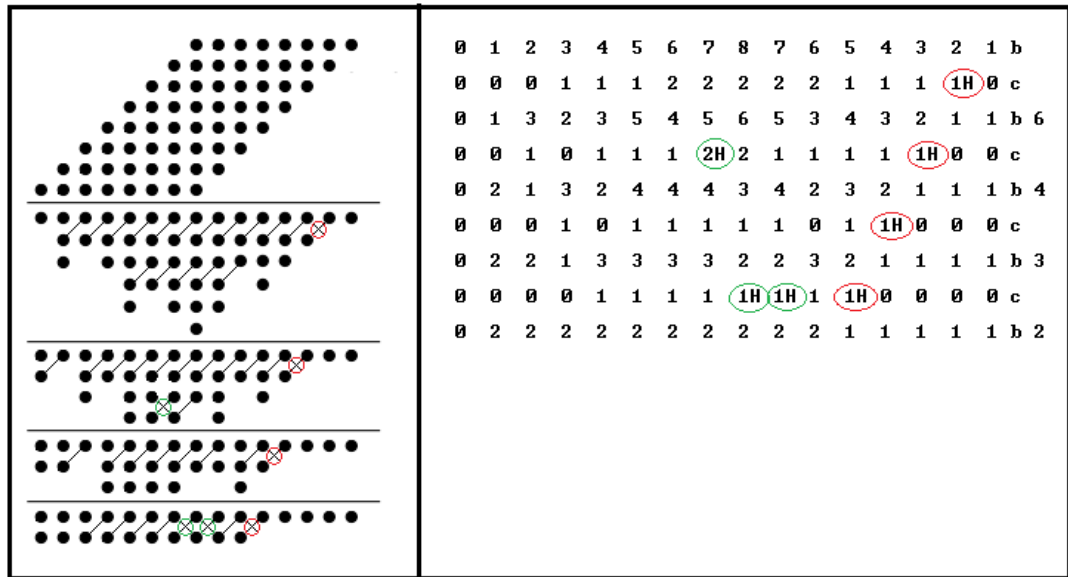 0 1 2 3 4 5 6 7 8 7 6 5 4 3 2 1 b
0 0 0 1 1 1 2 2 2 2 2 1 1 1 1H 0 c
0 1 3 2 3 5 4 5 6 5 3 4 3 2 1 1 b 6
0 0 1 0 1 1 1 2H 2 1 1 1 1 1H 0 0 c
0 2 1 3 2 4 4 4 3 4 2 3 2 1 1 1 b 4
0 0 0 1 0 1 1 1 1 1 0 1 1H 0 0 0 c
0 2 2 1 3 3 3 3 2 2 3 2 1 1 1 1 b 3
0 0 0 0 1 1 1 1 1H 1H 1 1H 0 0 0 0 c
0 2 2 2 2 2 2 2 2 2 2 1 1 1 1 1 b 2